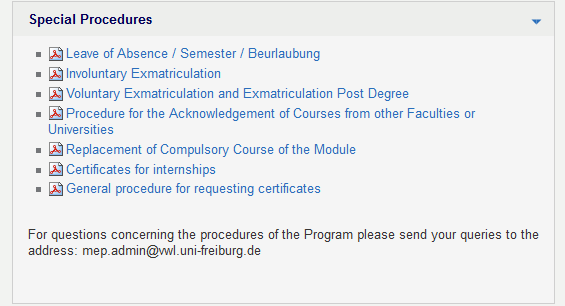 Special Procedures
Leave of Absence / Semester / Beurlaubung
Involuntary Exmatriculation
Voluntary Exmatriculation and Exmatriculation Post Degree
Procedure for the Acknowledgement of Courses from other Faculties or
Universities
Replacement of Compulsory Course of the Module
Certificates for internships
General procedure for requesting certificates
For questions concerning the procedures of the Program please send your queries to the
address: mep.admin@vwl.uni-freiburg.de